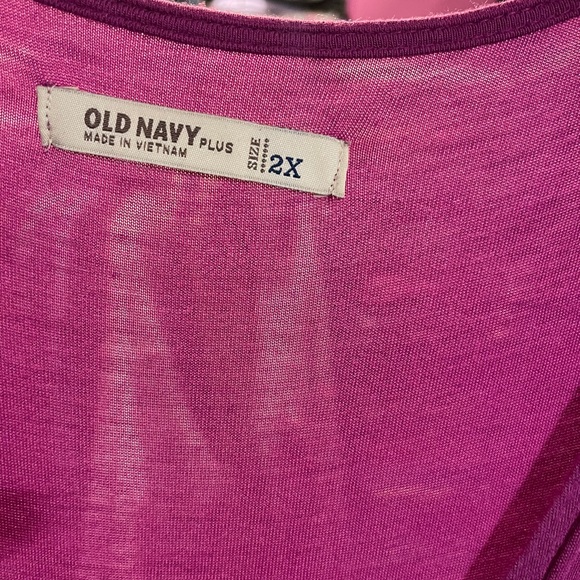 OLD NAVY PLUS
MADE IN VIETNAM
SIZE
2X